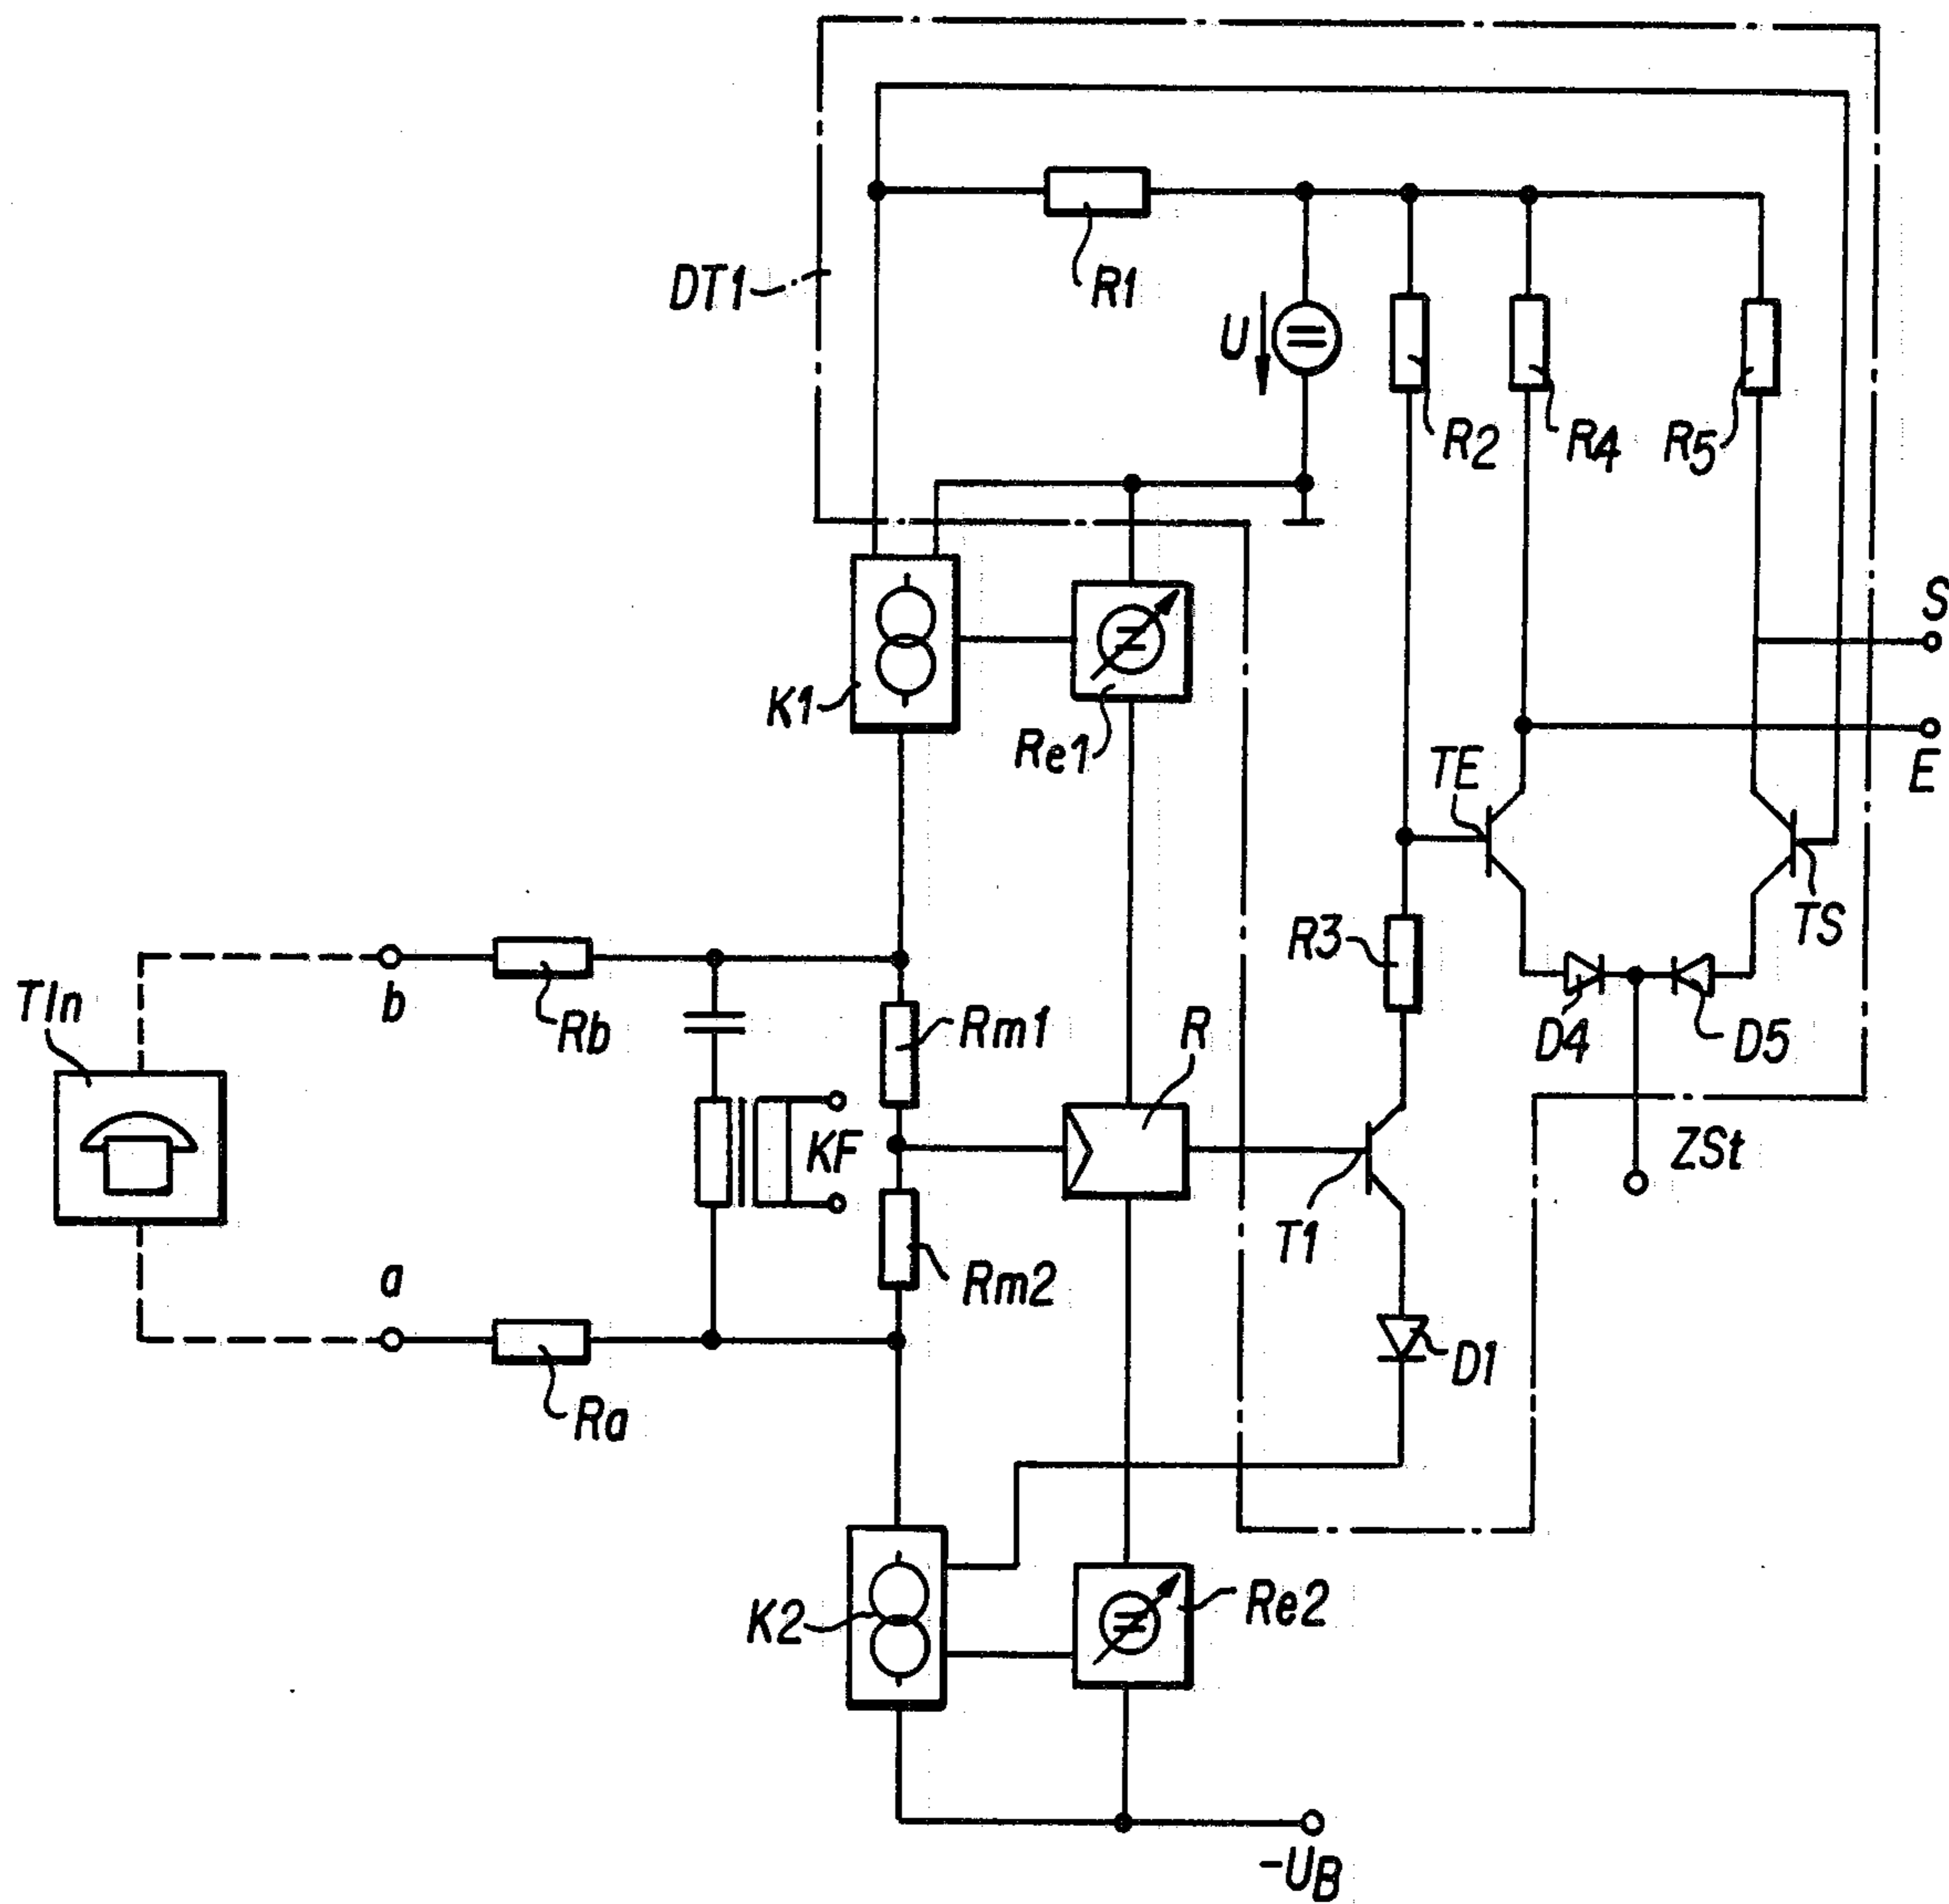 DT1
R1
U
R2
R4
R5
K1
Re1
S
E
TE
TS
R3
Tln
b
Rb
Rm1
R
D4
D5
KF
ZSt
T1
a
Rm2
Ra
D1
K2
Re2
-UB